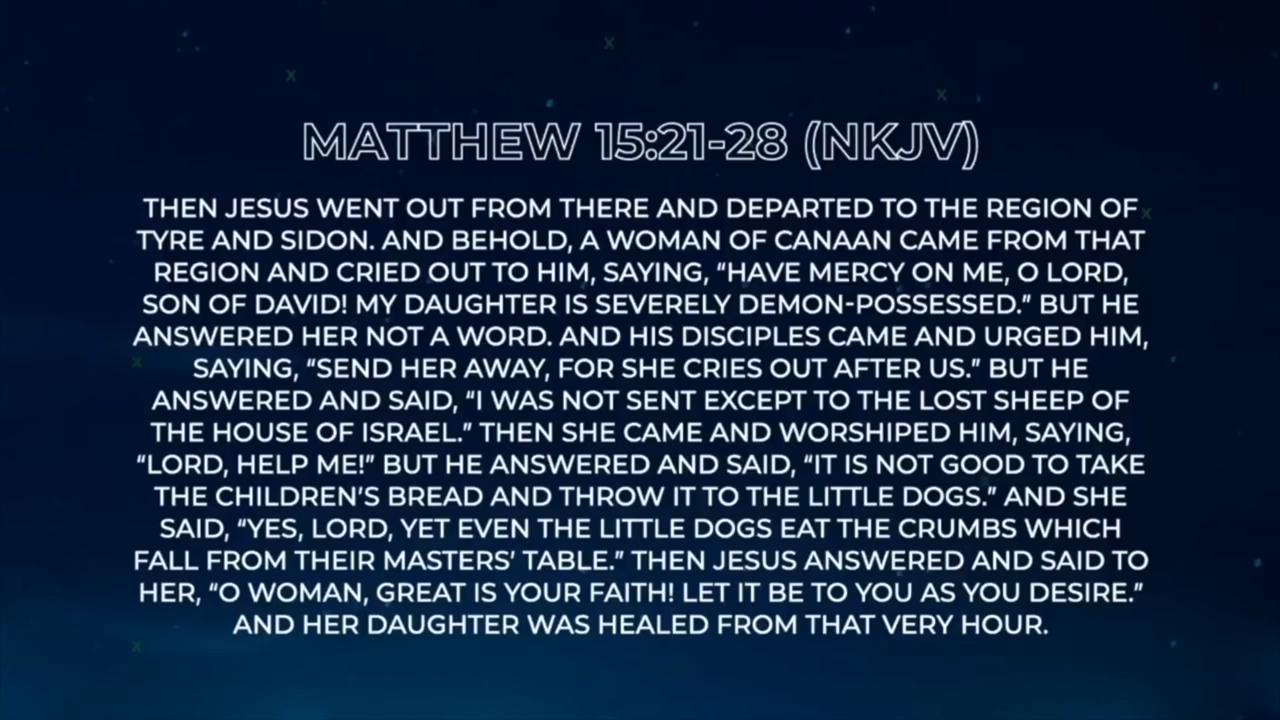 MATTHEW 15:21-28 (NKJV)
THEN JESUS WENT OUT FROM THERE AND DEPARTED TO THE REGION OF
TYRE AND SIDON. AND BEHOLD, A WOMAN OF CANAAN CAME FROM THAT
REGION AND CRIED OUT TO HIM, SAYING, “HAVE MERCY ON ME, O LORD,
SON OF DAVID! MY DAUGHTER IS SEVERELY DEMON-POSSESSED.” BUT HE
ANSWERED HER NOT A WORD. AND HIS DISCIPLES CAME AND URGED HIM,
SAYING, “SEND HER AWAY, FOR SHE CRIES OUT AFTER US.” BUT HE
ANSWERED AND SAID, “I WAS NOT SENT EXCEPT TO THE LOST SHEEP OF
THE HOUSE OF ISRAEL.” THEN SHE CAME AND WORSHIPED HIM, SAYING,
“LORD, HELP ME!” BUT HE ANSWERED AND SAID, “IT IS NOT GOOD TO TAKE
THE CHILDREN’S BREAD AND THROW IT TO THE LITTLE DOGS.” AND SHE
SAID, “YES, LORD, YET EVEN THE LITTLE DOGS EAT THE CRUMBS WHICH
FALL FROM THEIR MASTERS’ TABLE.” THEN JESUS ANSWERED AND SAID TO
HER, “O WOMAN, GREAT IS YOUR FAITH! LET IT BE TO YOU AS YOU DESIRE.”
AND HER DAUGHTER WAS HEALED FROM THAT VERY HOUR.